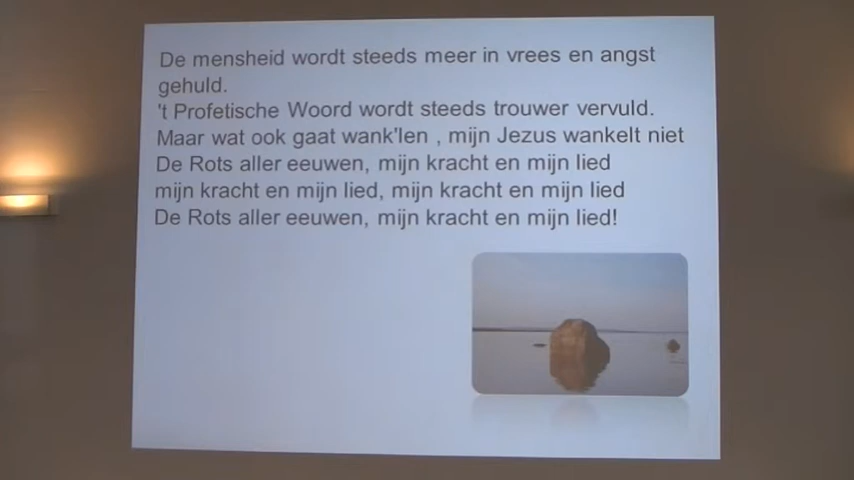 De mensheid wordt steeds meer in vrees en angst
gehuld.
't Profetische Woord wordt steeds trouwer vervuld.
Maar wat ook gaat wank'len , mijn Jezus wankelt niet
De Rots aller eeuwen, mijn kracht en mijn lied
mijn kracht en mijn lied, mijn kracht en mijn lied
De Rots aller eeuwen, mijn kracht en mijn lied!